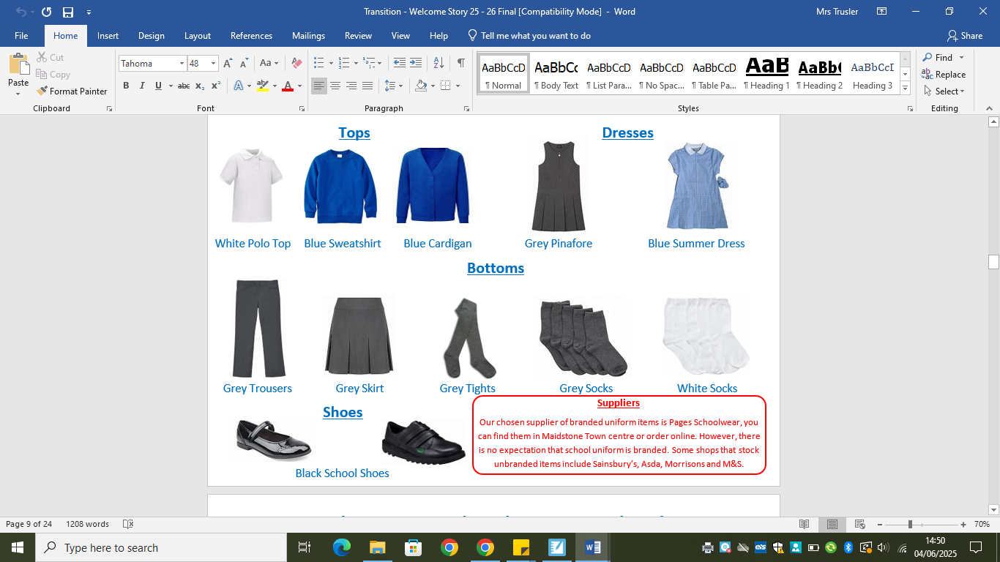 Transition - Welcome Story 25 - 26 Final [Compatibility Mode] - Word
Mrs Trusler
File Home Insert Design Layout References Mailings Review View Help Tell me what you want to do Share
Paste
Cut
Copy
Format Painter
Tahoma 48
Clipboard Font Paragraph Styles Editing
AaBbCcD AaBbCc AaBbCcD AaBbCcD AaBbCcD AaB AaBb( AaBbCcI
¶ Normal ¶ Body Text ¶ List Para... ¶ No Spac... ¶ Table Pa... ¶ Heading 1 ¶ Heading 2 Heading 3
Find
Replace
Select
Tops Dresses
White Polo Top Blue Sweatshirt Blue Cardigan Grey Pinafore Blue Summer Dress
Bottoms
Grey Trousers Grey Skirt Grey Tights Grey Socks White Socks
Shoes
Black School Shoes
Suppliers
Our chosen supplier of branded uniform items is Pages Schoolwear, you
can find them in Maidstone Town centre or order online. However, there
is no expectation that school uniform is branded. Some shops that stock
unbranded items include Sainsbury's, Asda, Morrisons and M&S.
Page 9 of 24 1208 words 70%
Type here to search
14:50
04/06/2025